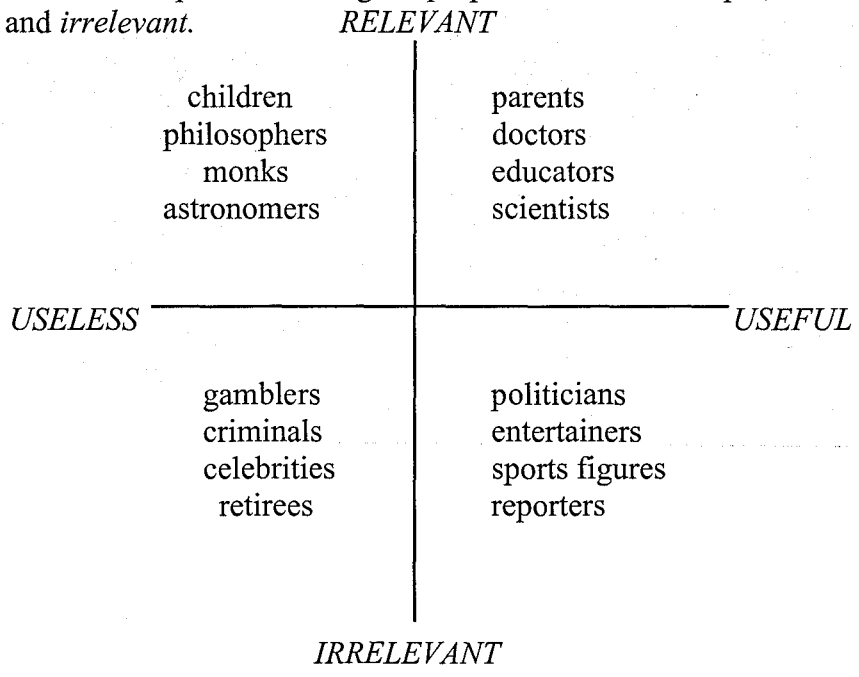 and irrelevant.
RELEVANT
children
philosophers
monks
astronomers
parents
doctors
educators
scientists
USELESS
USEFUL
gamblers
criminals
celebrities
retirees
politicians
entertainers
sports figures
reporters
IRRELEVANT